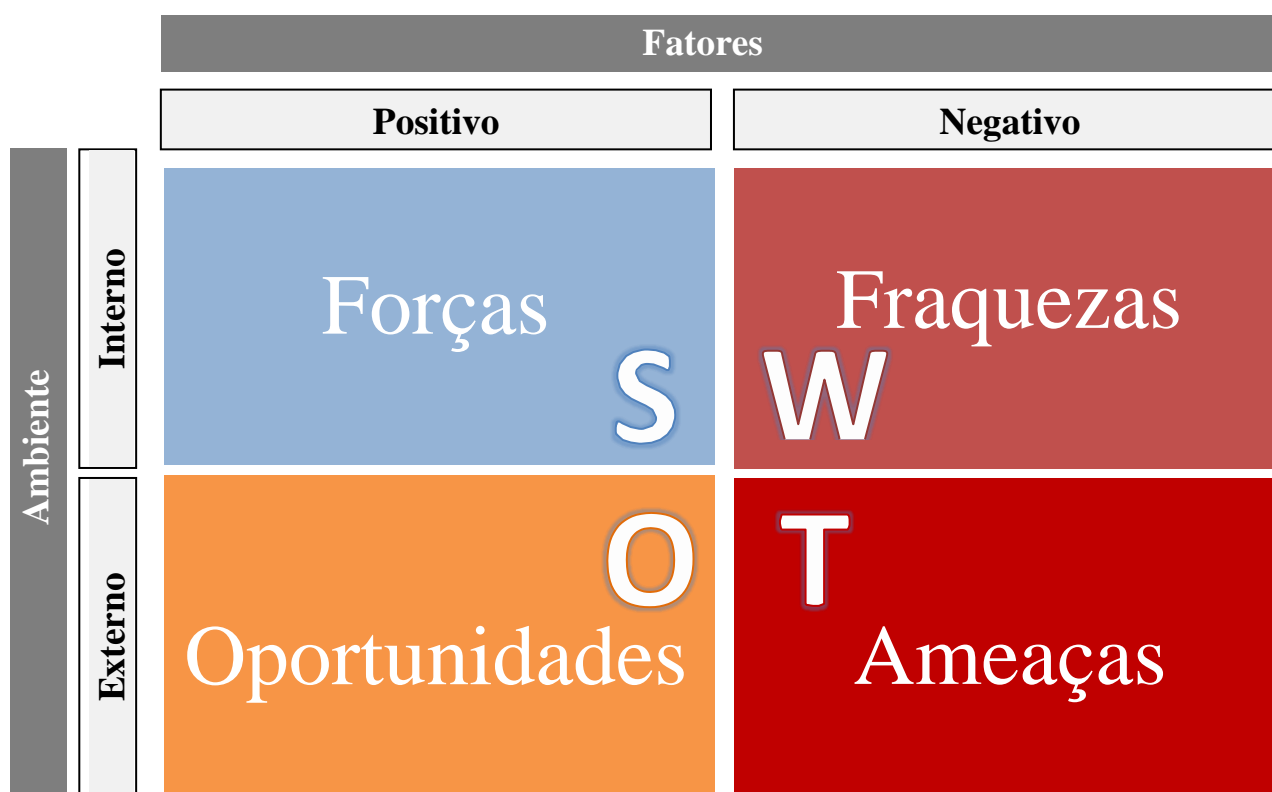 Fatores
Positivo
Negativo
Ambiente
Interno
Forças
S
Fraquezas
W
Externo
O
Oportunidades
T
Ameaças